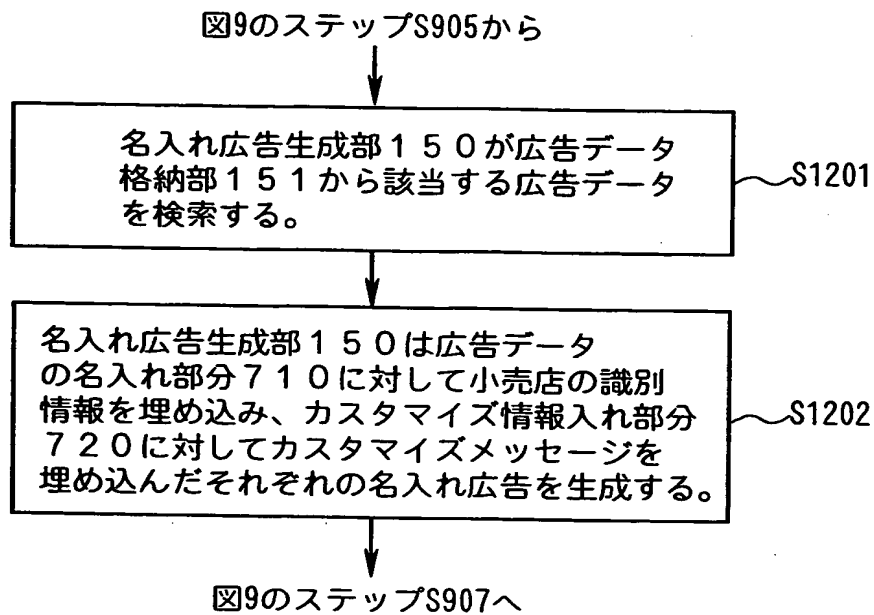 図9のステップS905から
名入れ広告生成部１５０が広告データ
格納部１５１から該当する広告データ
を検索する。
S1201
名入れ広告生成部１５０は広告データ
の名入れ部分７１０に対して小売店の識別
情報を埋め込み、カスタマイズ情報入れ部分
７２０に対してカスタマイズメッセージを
埋め込んだそれぞれの名入れ広告を生成する。
S1202
図9のステップS907へ